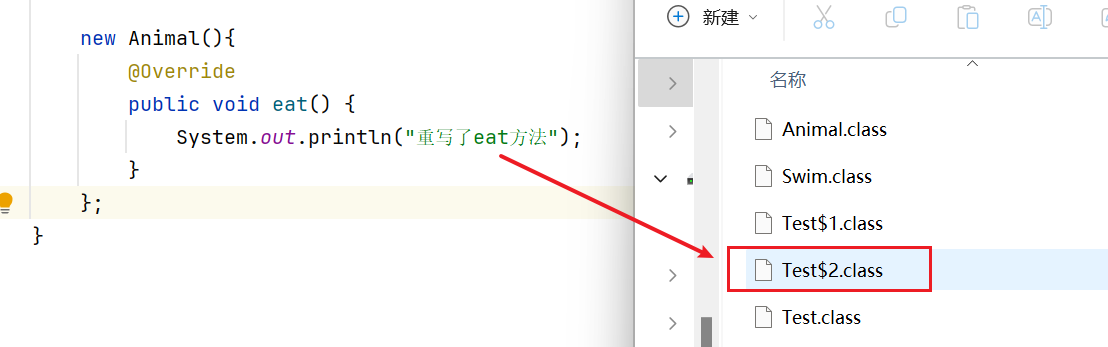 new Animal(){
@Override
public void eat() {
System.out.println("重写了eat方法");
}
};
}
新建
名称
Animal.class
Swim.class
Test$1.class
Test$2.class
Test.class